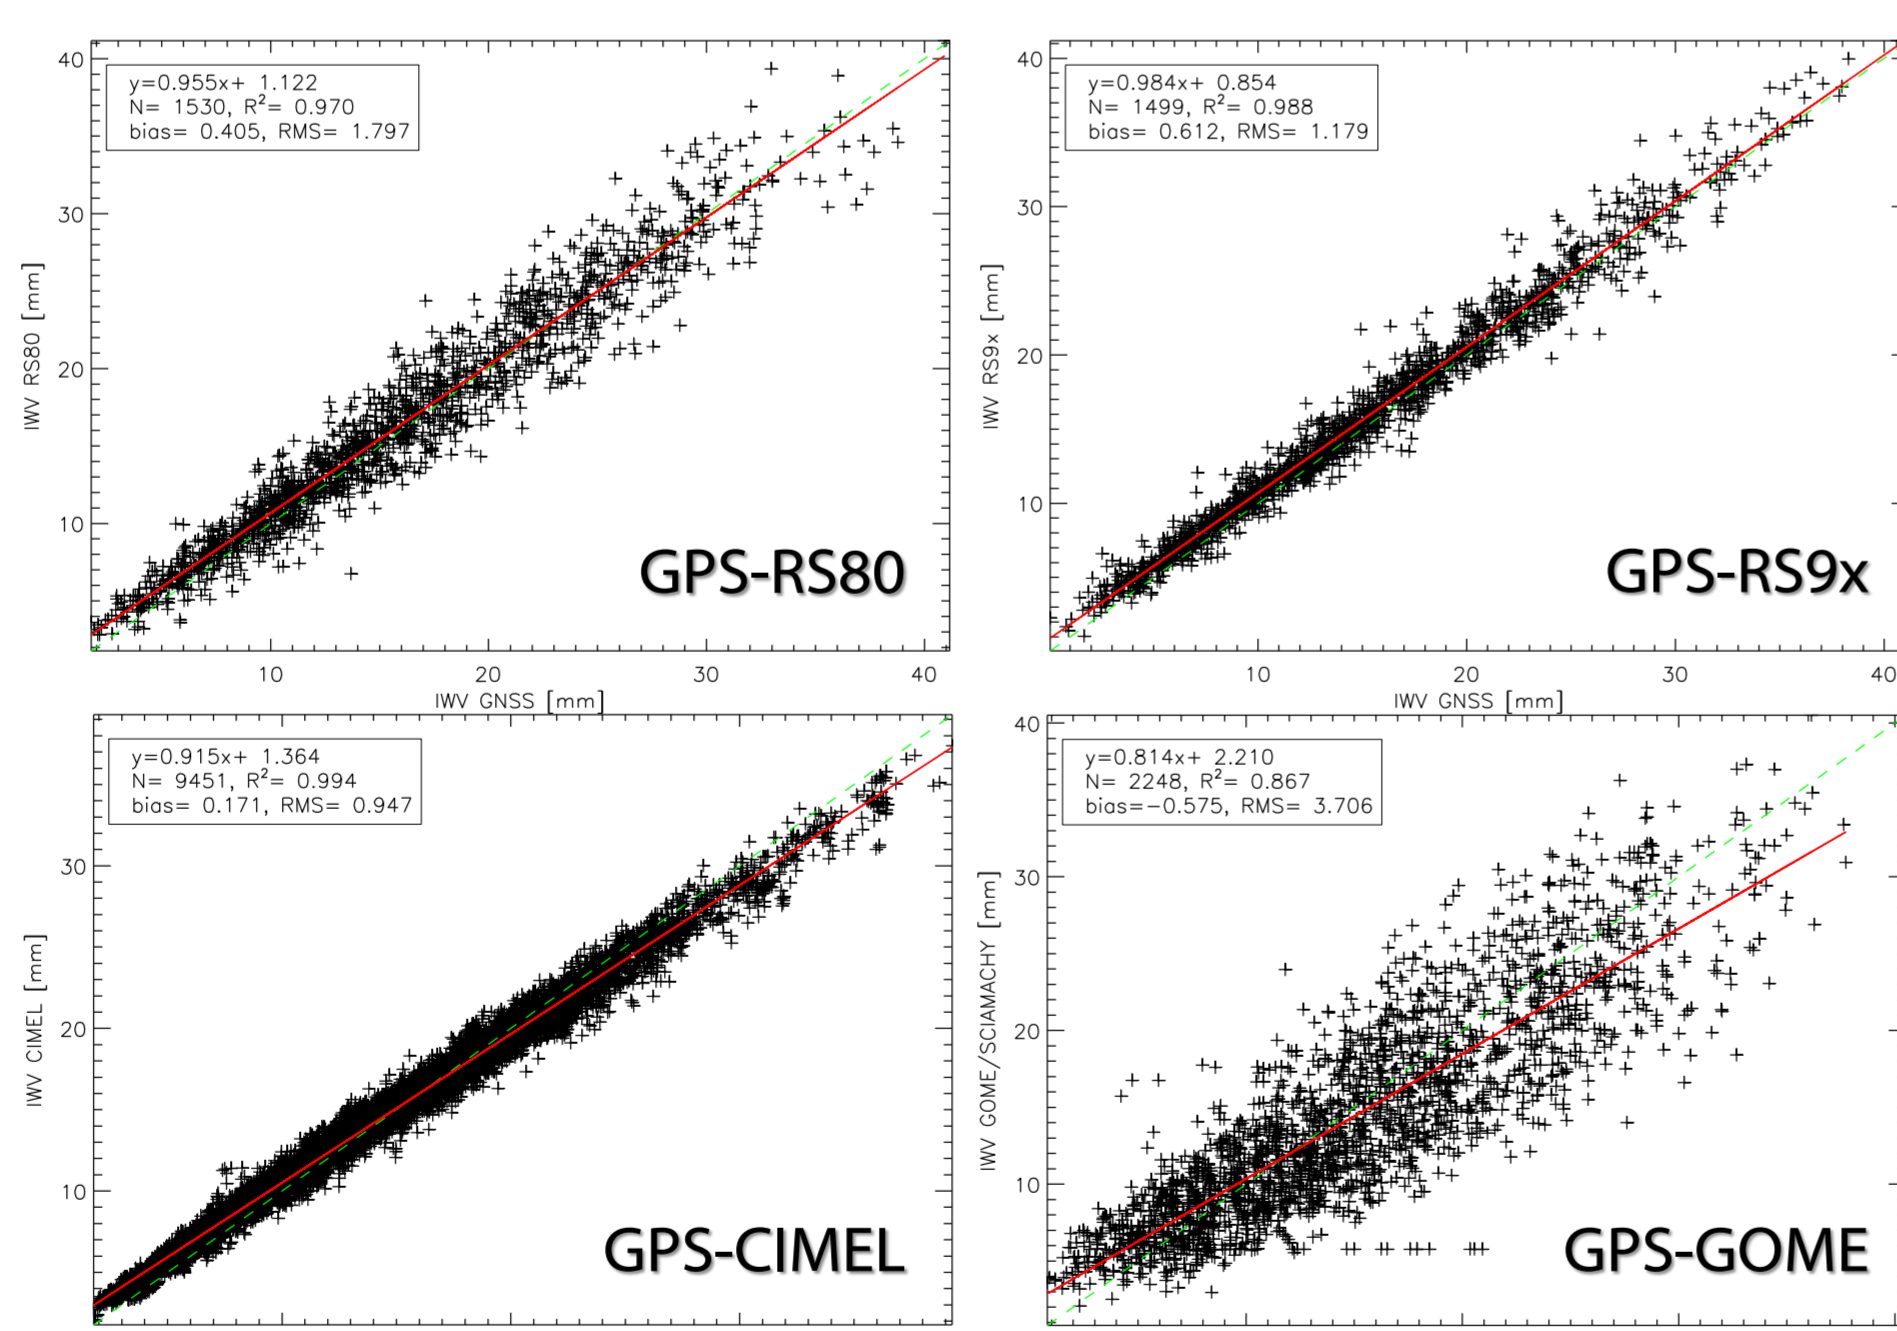 40
30
20
10
IWV RS80 [mm]
y=0.955x+ 1.122
N= 1530, R²= 0.970
bias= 0.405, RMS= 1.797
GPS-RS80
10 20 30 40
IWV GNSS [mm]
40
30
20
10
IWV RS9x [mm]
y=0.984x+ 0.854
N= 1499, R²= 0.988
bias= 0.612, RMS= 1.179
GPS-RS9x
10 20 30 40
IWV GNSS [mm]
30
20
10
IWV CIMEL [mm]
y=0.915x+ 1.364
N= 9451, R²= 0.994
bias= 0.171, RMS= 0.947
GPS-CIMEL
40
30
20
10
IWV GOME/SCIAMACHY [mm]
y=0.814x+ 2.210
N= 2248, R²= 0.867
bias=−0.575, RMS= 3.706
GPS-GOME